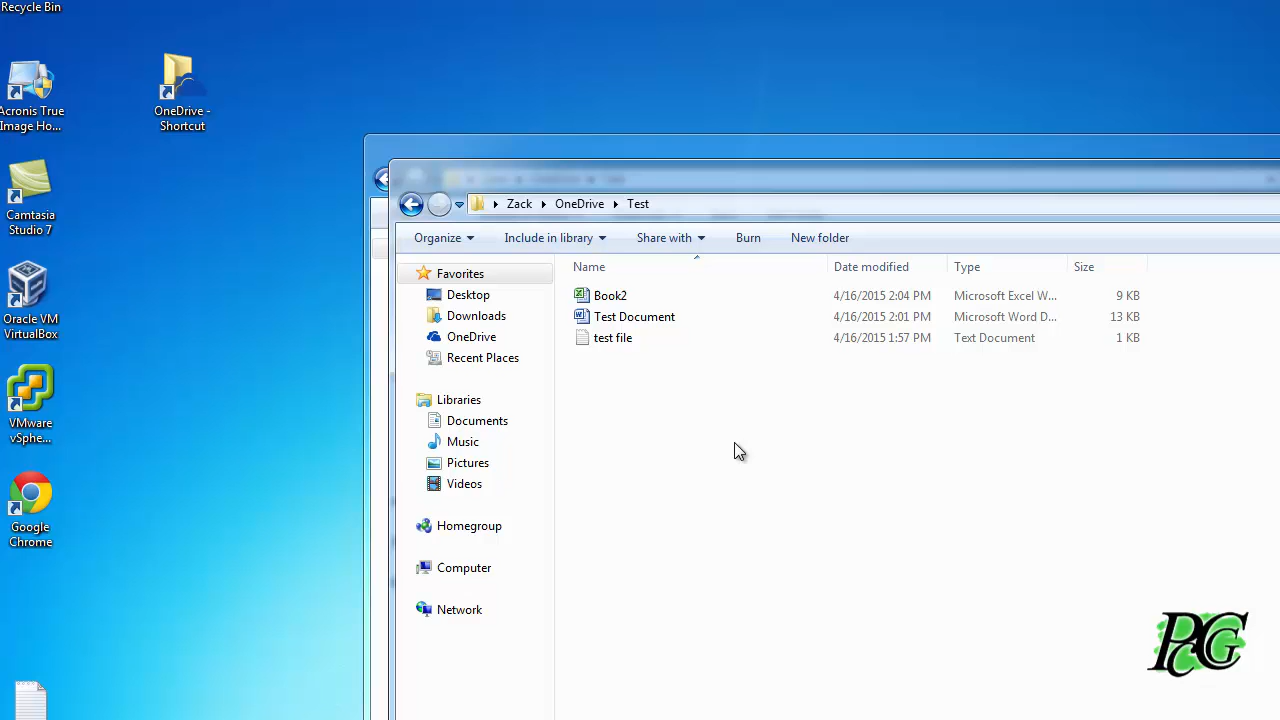 Recycle Bin
Acronis True
Image Ho...
OneDrive -
Shortcut
Camtasia
Studio 7
Oracle VM
VirtualBox
VMware
vSphe...
Google
Chrome
Zack OneDrive Test
Organize Include in library Share with Burn New folder
Name Date modified Type Size
Book2 4/16/2015 2:04 PM Microsoft Excel W... 9 KB
Test Document 4/16/2015 2:01 PM Microsoft Word D... 13 KB
test file 4/16/2015 1:57 PM Text Document 1 KB
Favorites
Desktop
Downloads
OneDrive
Recent Places
Libraries
Documents
Music
Pictures
Videos
Homegroup
Computer
Network
PCG